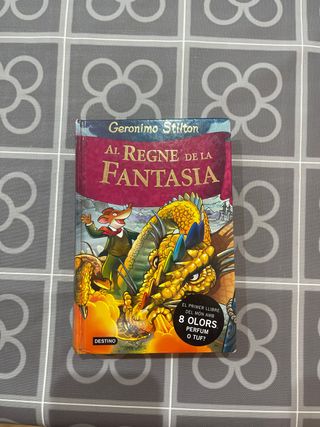 Geronimo Stilton
AL REGNE DE LA
FANTASIA
EL PRIMER LLIBRE
DEL MÓN AMB
8 OLORS
PERFUM
O TUF?
DESTINO